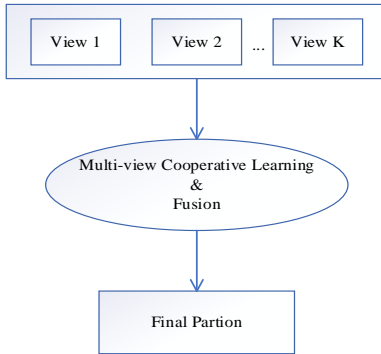 View 1 View 2 ... View K
Multi-view Cooperative Learning
&
Fusion
Final Partion